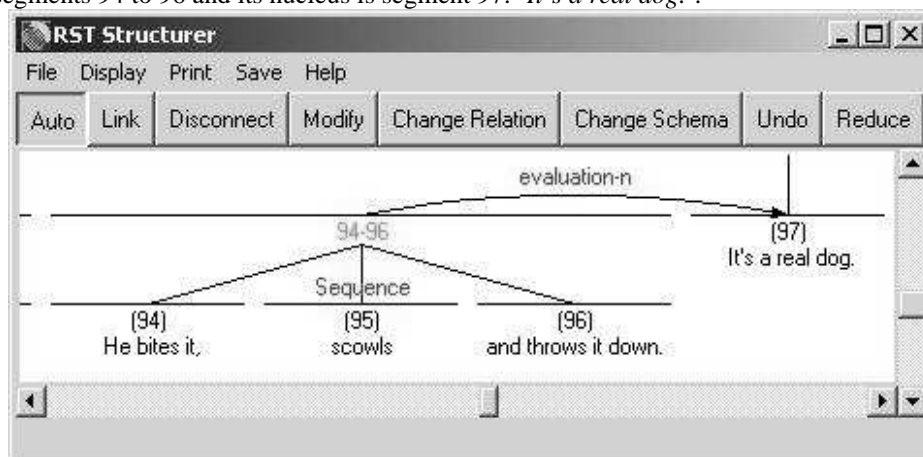 segments 94 to 96 and its nucleus is segment 97: "It's a real dog.".
RST Structurer
File Display Print Save Help
Auto Link Disconnect Modify Change Relation Change Schema Undo Reduce
evaluation-n
94-96
(97)
It's a real dog.
Sequence
(94) (95) (96)
He bites it, scowls and throws it down.